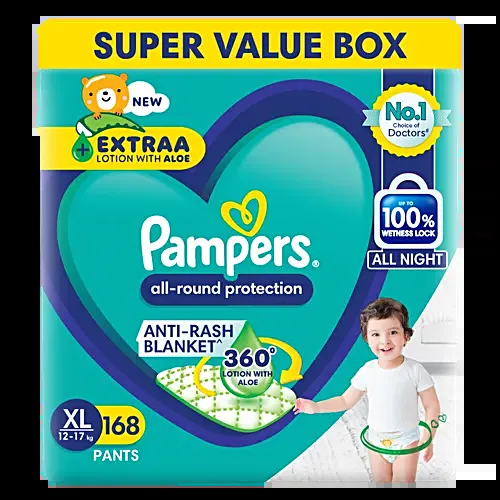 SUPER VALUE BOX
NEW
+ EXTRAA
LOTION WITH ALOE
No.1
Choice of
Doctors#
UP TO
100%
WETNESS LOCK
ALL NIGHT
Pampers®
all-round protection
ANTI-RASH
BLANKET^
360°
LOTION WITH
ALOE
XL
12-17 kg
168
PANTS